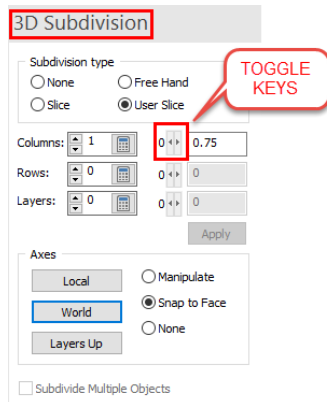 3D Subdivision
Subdivision type
None Free Hand
Slice User Slice
TOGGLE
KEYS
Columns: 1 0 0.75
Rows: 0 0 0
Layers: 0 0 0
Apply
Axes
Local Manipulate
World Snap to Face
Layers Up None
Subdivide Multiple Objects